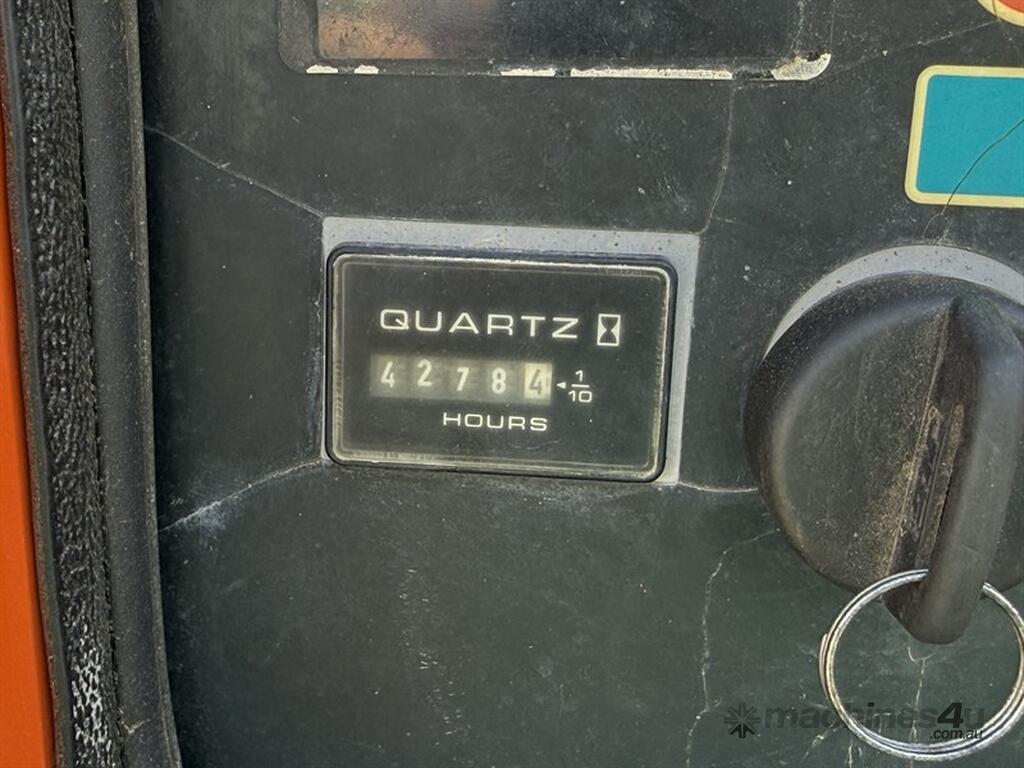 QUARTZ
42784 1/10
HOURS
machines4u
.com.au